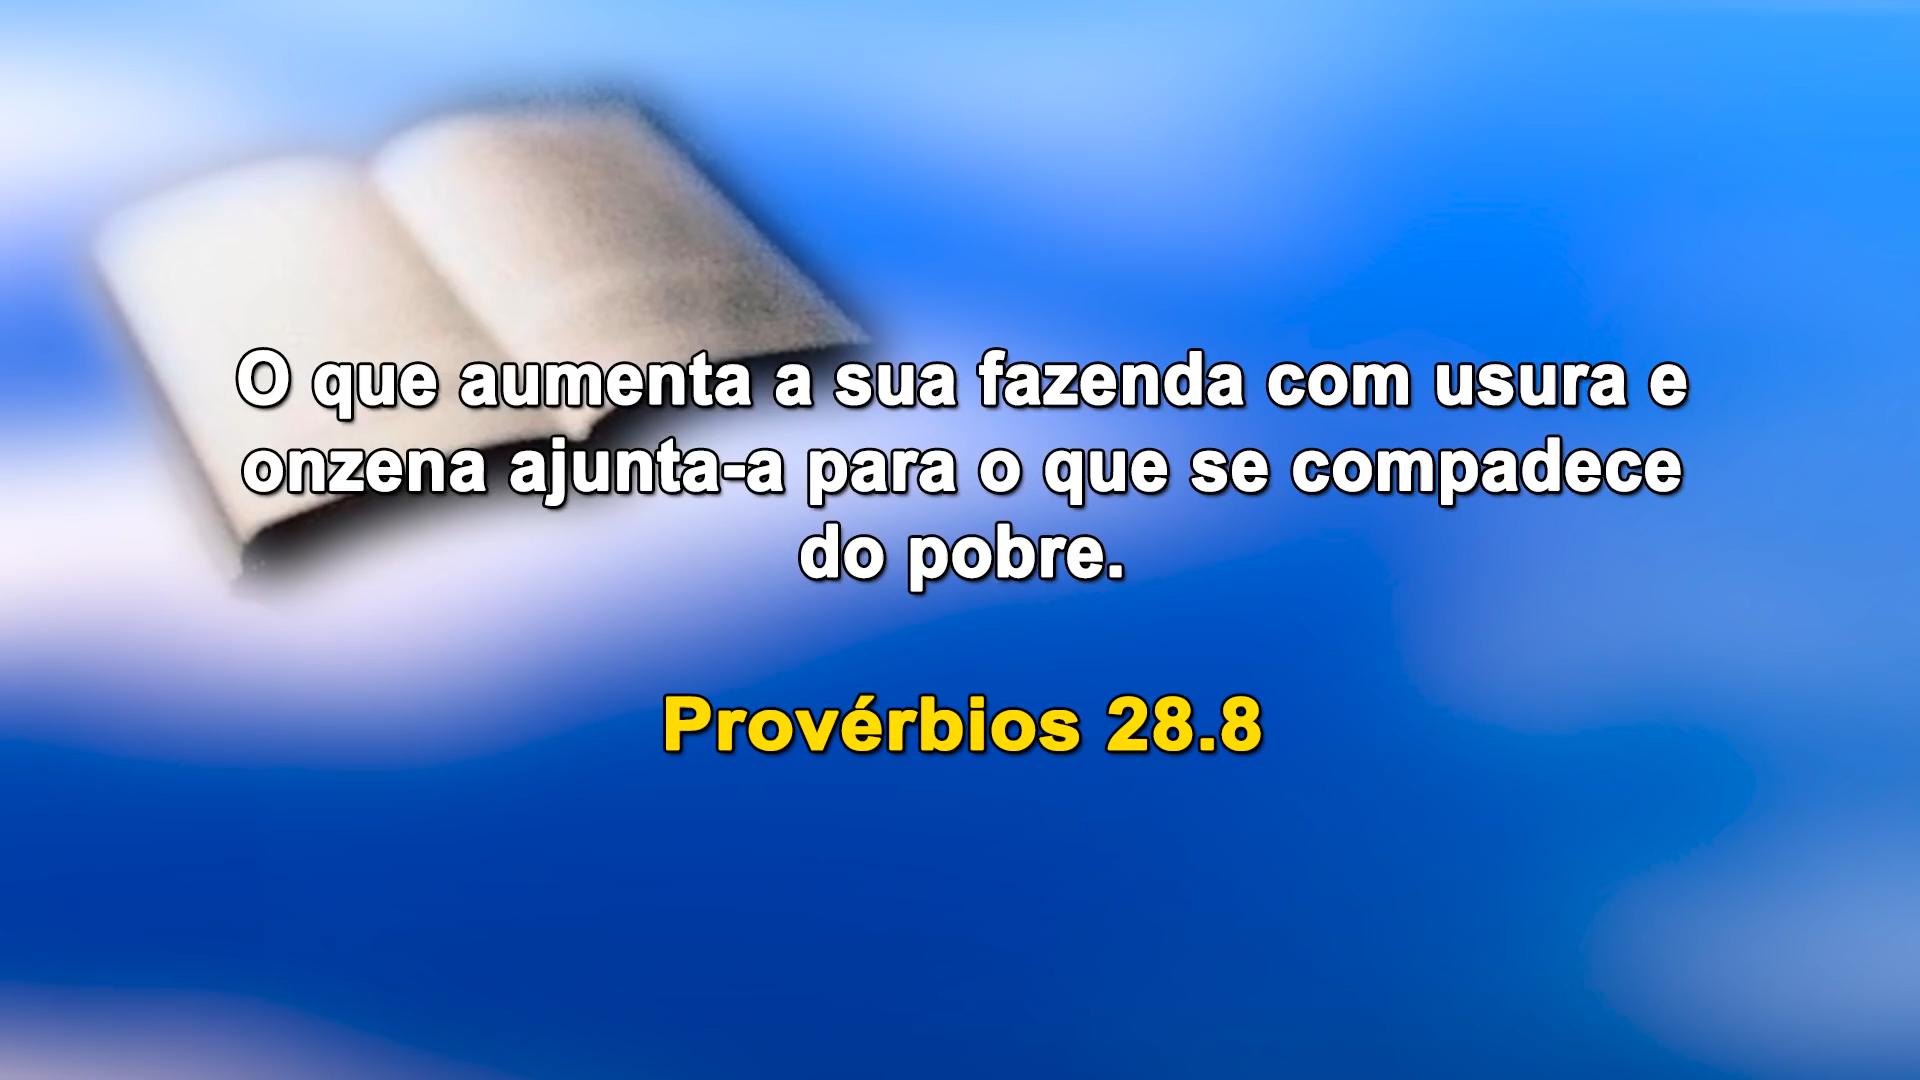 O que aumenta a sua fazenda com usura e
onzena ajunta-a para o que se compadece
do pobre.
Provérbios 28.8